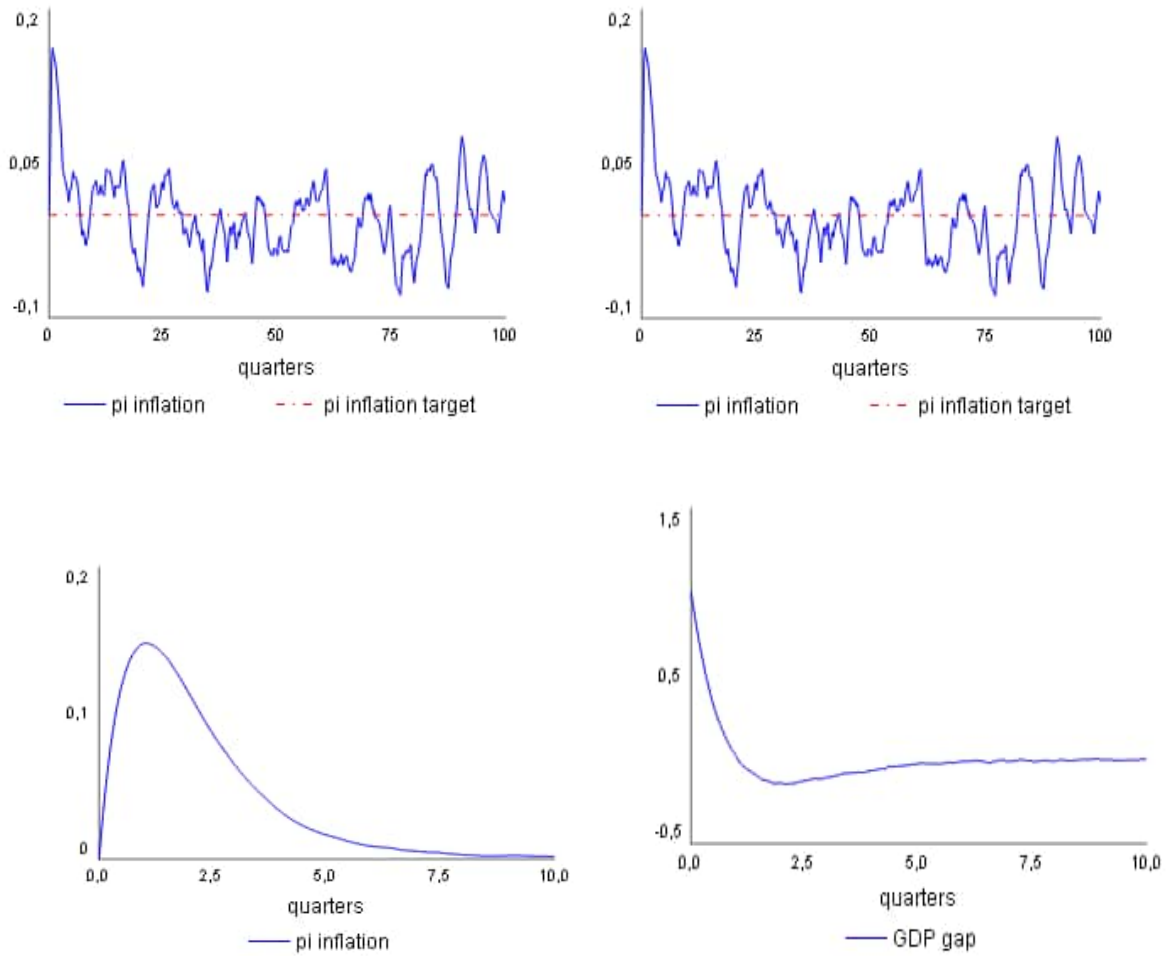 0,2
0,05
-0,1
0 25 50 75 100
quarters
pi inflation pi inflation target
0,2
0,05
-0,1
0 25 50 75 100
quarters
pi inflation pi inflation target
0,2
0,1
0
0,0 2,5 5,0 7,5 10,0
quarters
pi inflation
1,5
0,5
-0,5
0,0 2,5 5,0 7,5 10,0
quarters
GDP gap